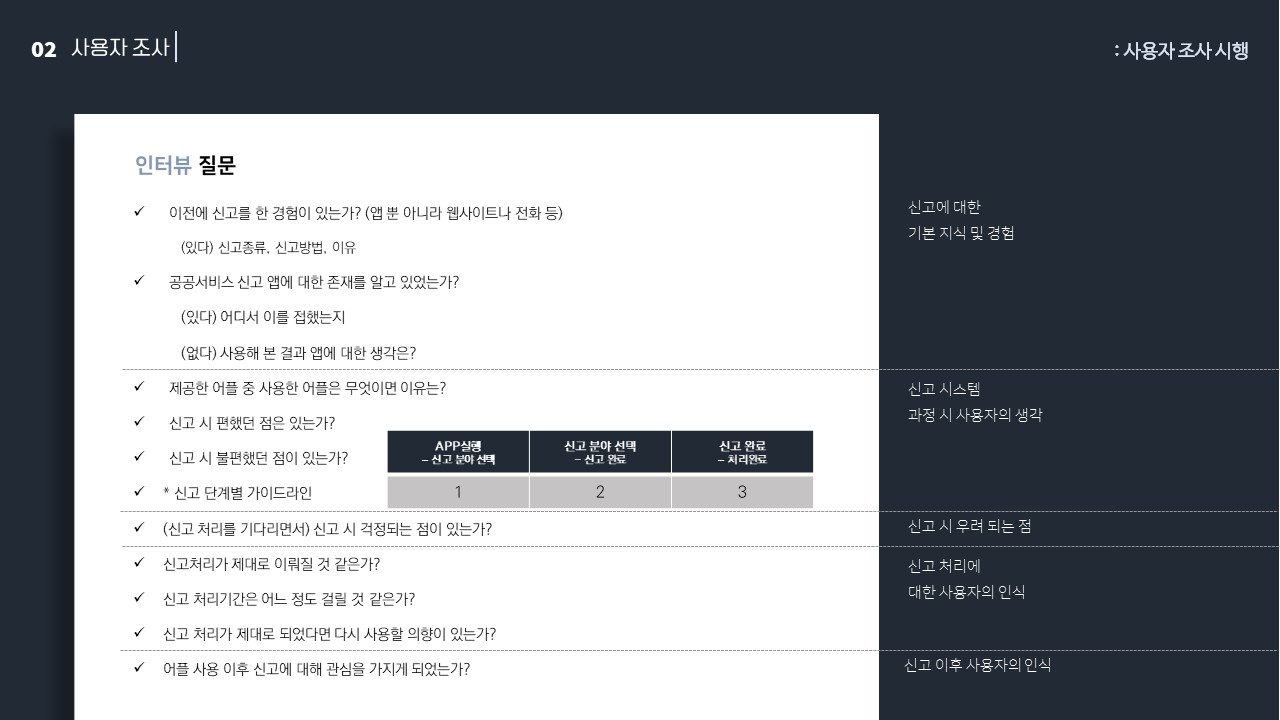 02 사용자 조사
: 사용자 조사 시행
인터뷰 질문
✓ 이전에 신고를 한 경험이 있는가? (앱 뿐 아니라 웹사이트나 전화 등)
(있다) 신고종류, 신고방법, 이유
✓ 공공서비스 신고 앱에 대한 존재를 알고 있었는가?
(있다) 어디서 이를 접했는지
(없다) 사용해 본 결과 앱에 대한 생각은?
신고에 대한
기본 지식 및 경험
✓ 제공한 어플 중 사용한 어플은 무엇이면 이유는?
✓ 신고 시 편했던 점은 있는가?
✓ 신고 시 불편했던 점이 있는가?
✓ * 신고 단계별 가이드라인
APP실행
– 신고 분야 선택
신고 분야 선택
– 신고 완료
신고 완료
– 처리완료
1 2 3
신고 시스템
과정 시 사용자의 생각
✓ (신고 처리를 기다리면서) 신고 시 걱정되는 점이 있는가?
신고 시 우려 되는 점
✓ 신고처리가 제대로 이뤄질 것 같은가?
✓ 신고 처리기간은 어느 정도 걸릴 것 같은가?
✓ 신고 처리가 제대로 되었다면 다시 사용할 의향이 있는가?
신고 처리에
대한 사용자의 인식
✓ 어플 사용 이후 신고에 대해 관심을 가지게 되었는가?
신고 이후 사용자의 인식